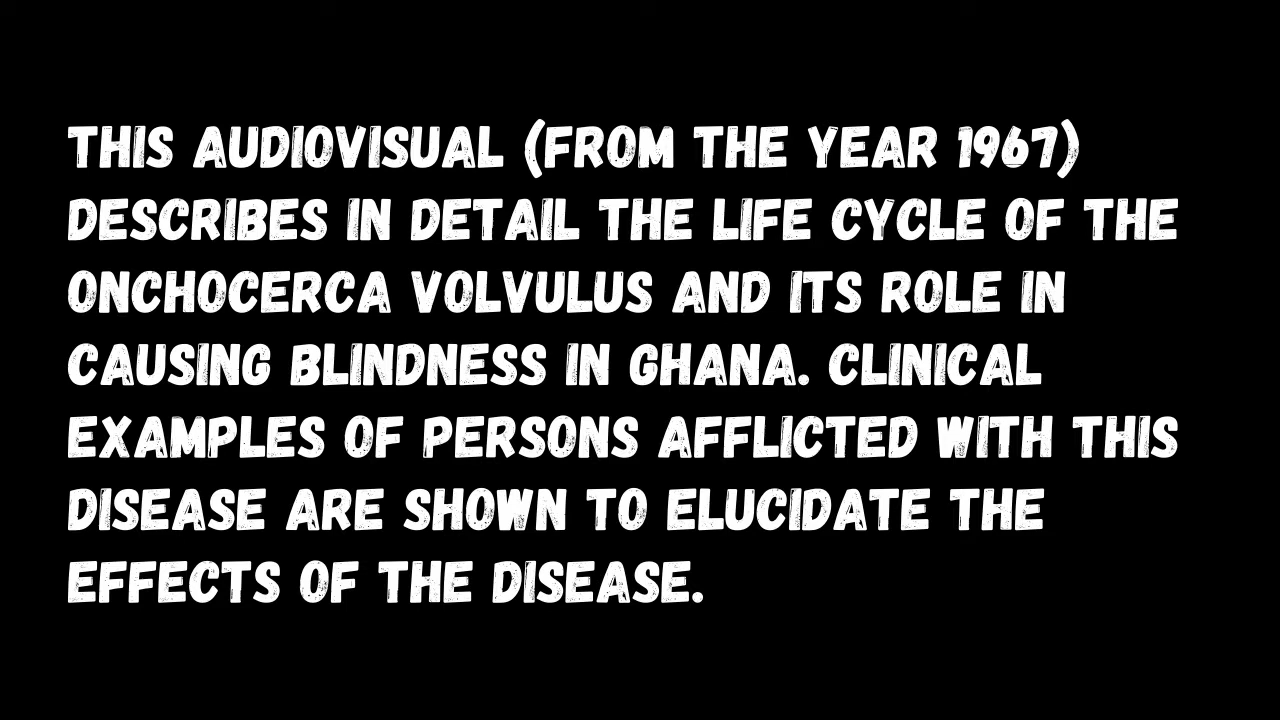 THIS AUDIOVISUAL (FROM THE YEAR 1967)
DESCRIBES IN DETAIL THE LIFE CYCLE OF THE
ONCHOCERCA VOLVULUS AND ITS ROLE IN
CAUSING BLINDNESS IN GHANA. CLINICAL
EXAMPLES OF PERSONS AFFLICTED WITH THIS
DISEASE ARE SHOWN TO ELUCIDATE THE
EFFECTS OF THE DISEASE.